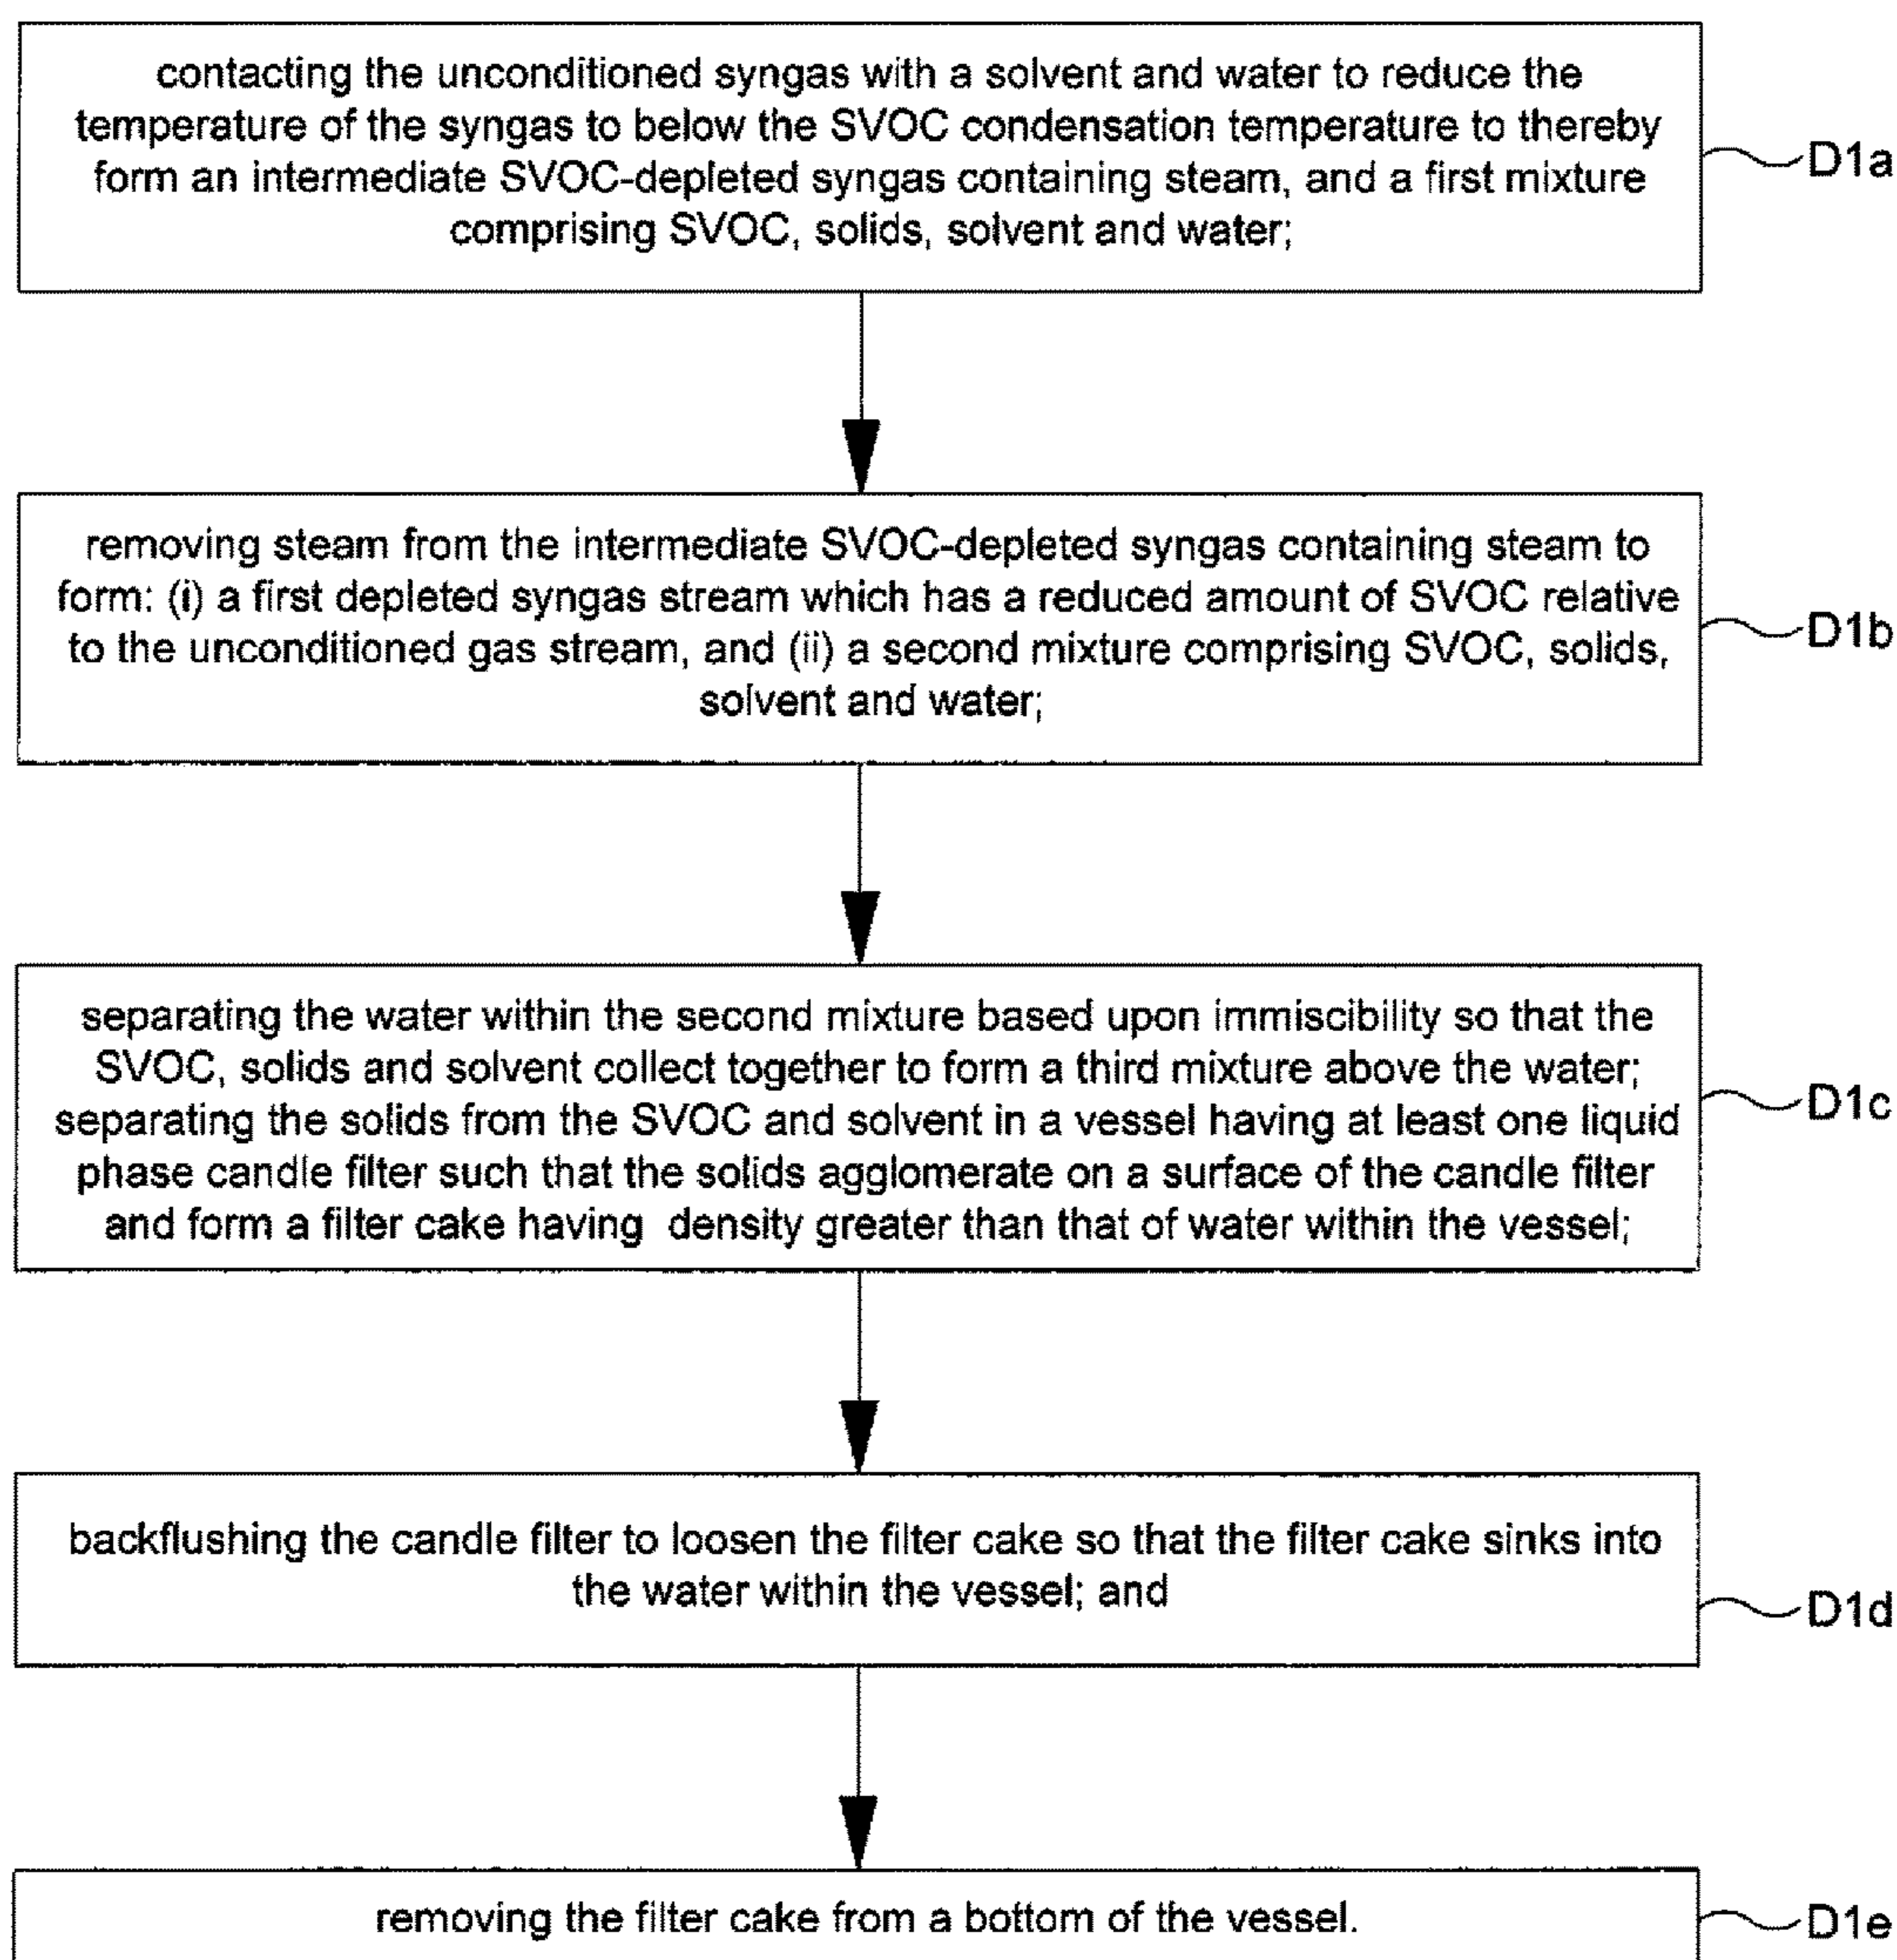 contacting the unconditioned syngas with a solvent and water to reduce the
temperature of the syngas to below the SVOC condensation temperature to thereby
form an intermediate SVOC-depleted syngas containing steam, and a first mixture
comprising SVOC, solids, solvent and water;
D1a
removing steam from the intermediate SVOC-depleted syngas containing steam to
form: (i) a first depleted syngas stream which has a reduced amount of SVOC relative
to the unconditioned gas stream, and (ii) a second mixture comprising SVOC, solids,
solvent and water;
D1b
separating the water within the second mixture based upon immiscibility so that the
SVOC, solids and solvent collect together to form a third mixture above the water;
separating the solids from the SVOC and solvent in a vessel having at least one liquid
phase candle filter such that the solids agglomerate on a surface of the candle filter
and form a filter cake having density greater than that of water within the vessel;
D1c
backflushing the candle filter to loosen the filter cake so that the filter cake sinks into
the water within the vessel; and
D1d
removing the filter cake from a bottom of the vessel.
D1e